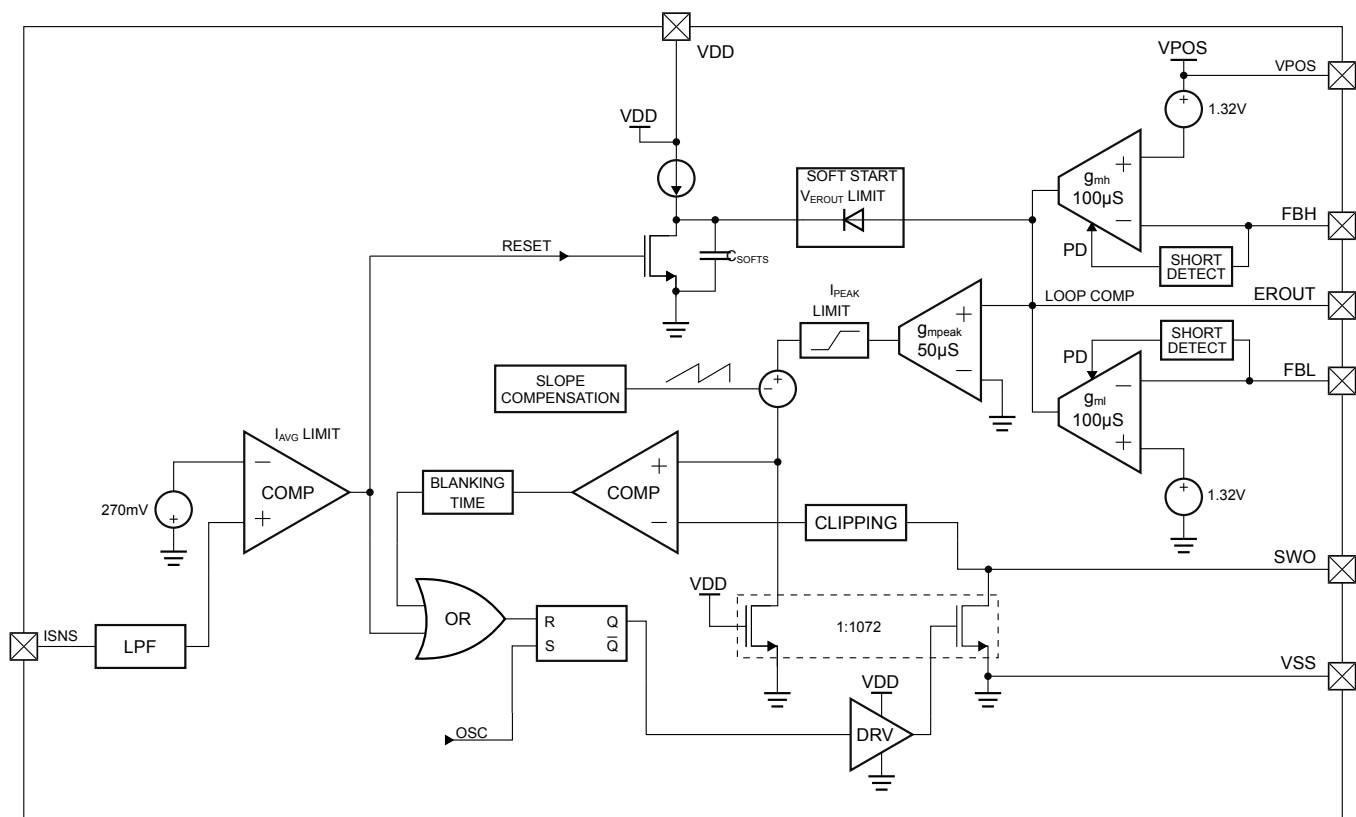 VDD
VPOS
VPOS
+
1.32V
VDD
SOFT START
VEROUT LIMIT
+
gmh
100µS
−
FBH
RESET
CSOFTS
PD
SHORT
DETECT
IPEAK
LIMIT
LOOP COMP
EROUT
+
gmpeak
50µS
−
SHORT
DETECT
PD
FBL
SLOPE
COMPENSATION
−
+
−
gml
100µS
+
IAVG LIMIT
−
COMP
+
270mV
+
BLANKING
TIME
+
COMP
−
CLIPPING
+
1.32V
SWO
VDD
1:1072
OR
R
Q
S
Q
ISNS
LPF
VSS
VDD
DRV
OSC